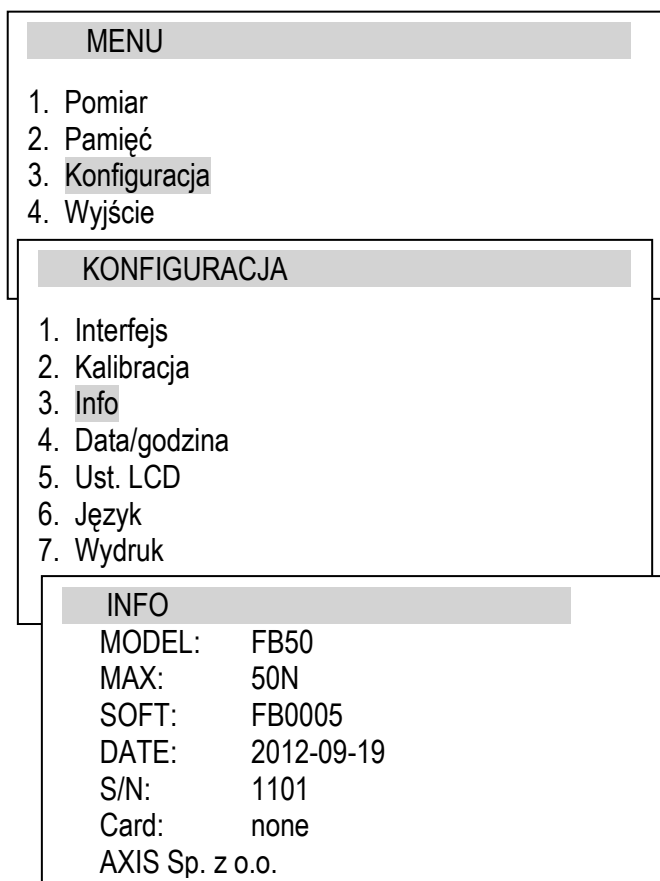 MENU
1. Pomiar
2. Pamięć
3. Konfiguracja
4. Wyjście
KONFIGURACJA
1. Interfejs
2. Kalibracja
3. Info
4. Data/godzina
5. Ust. LCD
6. Język
7. Wydruk
INFO
MODEL: FB50
MAX: 50N
SOFT: FB0005
DATE: 2012-09-19
S/N: 1101
Card: none
AXIS Sp. z o.o.